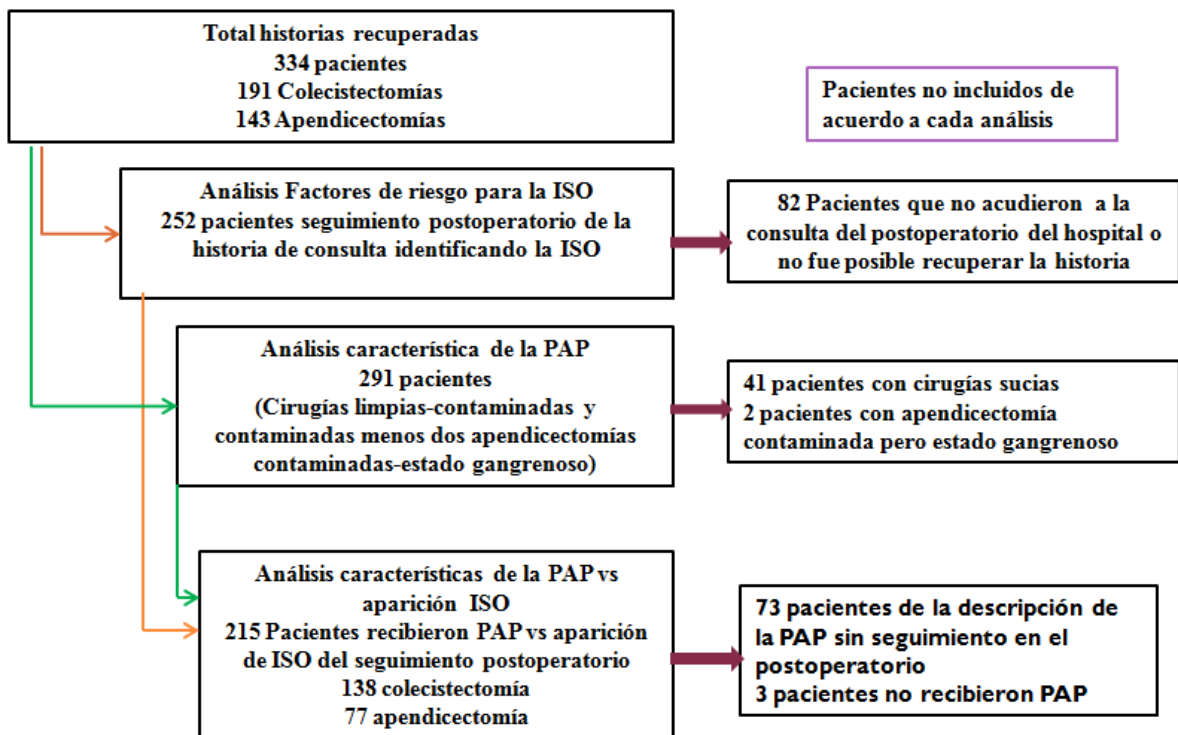 Total historias recuperadas
334 pacientes
191 Colecistectomías
143 Apendicectomías
Pacientes no incluidos de
acuerdo a cada análisis
Análisis Factores de riesgo para la ISO
252 pacientes seguimiento postoperatorio de la
historia de consulta identificando la ISO
82 Pacientes que no acudieron a la
consulta del postoperatorio del hospital o
no fue posible recuperar la historia
Análisis característica de la PAP
291 pacientes
(Cirugías limpias-contaminadas y
contaminadas menos dos apendicectomías
contaminadas-estado gangrenoso)
41 pacientes con cirugías sucias
2 pacientes con apendicectomía
contaminada pero estado gangrenoso
Análisis características de la PAP vs
aparición ISO
215 Pacientes recibieron PAP vs aparición
de ISO del seguimiento postoperatorio
138 colecistectomía
77 apendicectomía
73 pacientes de la descripción de
la PAP sin seguimiento en el
postoperatorio
3 pacientes no recibieron PAP